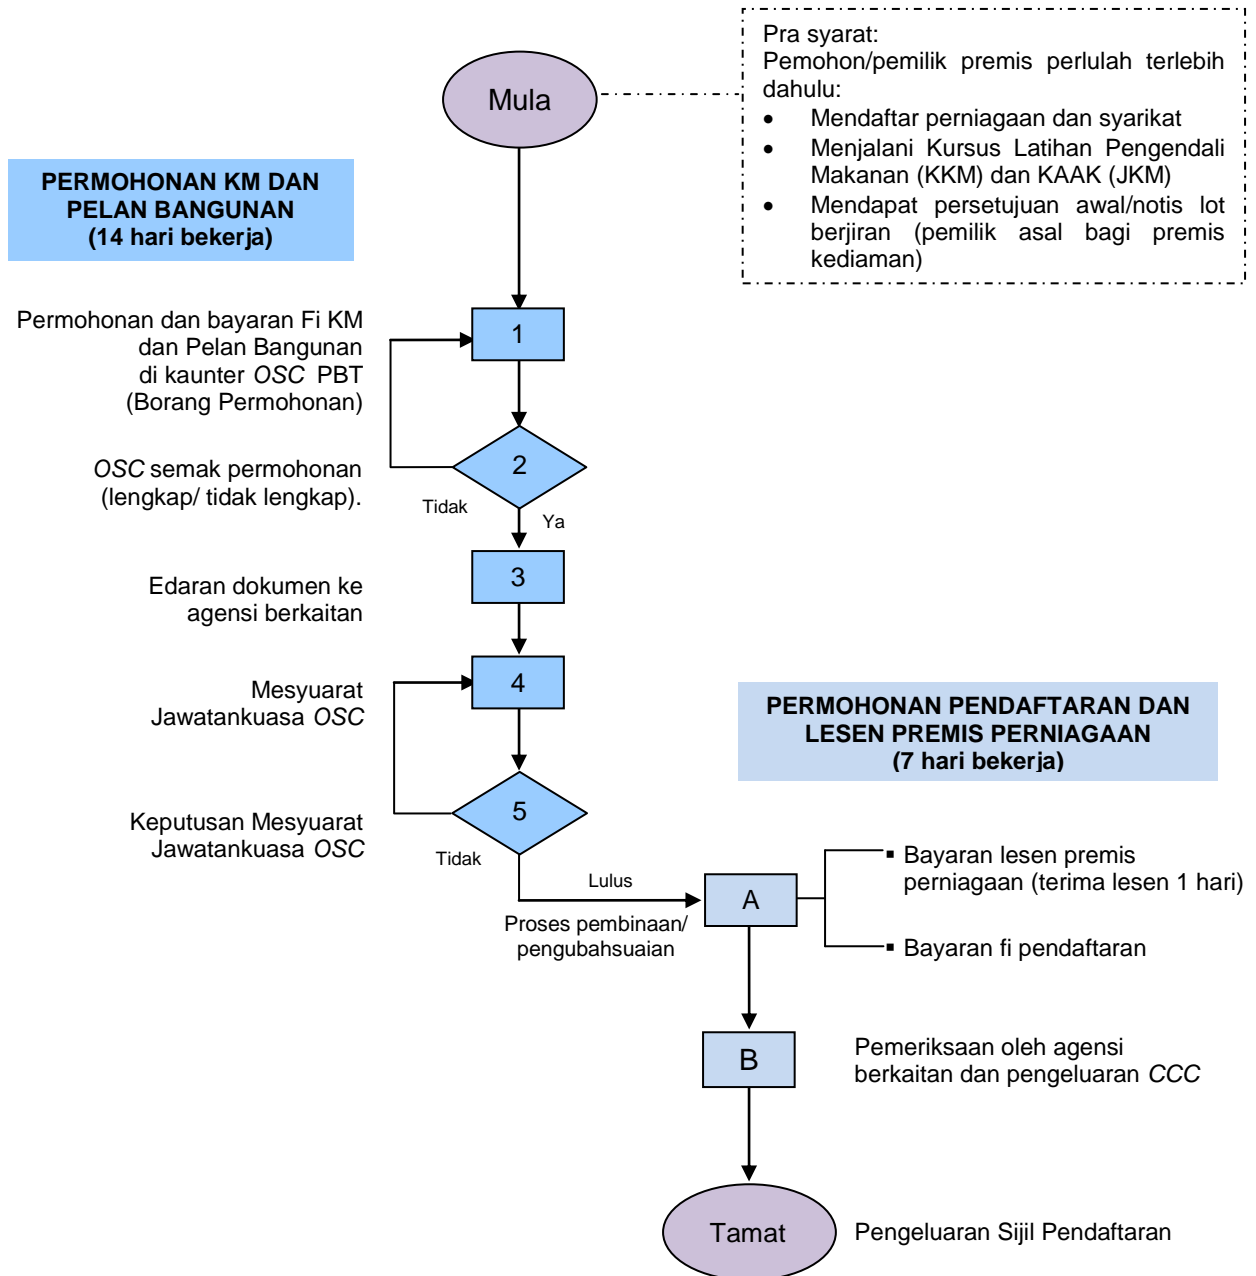 Pra syarat:
Pemohon/pemilik premis perlulah terlebih
dahulu:
• Mendaftar perniagaan dan syarikat
• Menjalani Kursus Latihan Pengendali
Makanan (KKM) dan KAAK (JKM)
• Mendapat persetujuan awal/notis lot
berjiran (pemilik asal bagi premis
kediaman)
Mula
PERMOHONAN KM DAN
PELAN BANGUNAN
(14 hari bekerja)
Permohonan dan bayaran Fi KM
dan Pelan Bangunan
di kaunter OSC PBT
(Borang Permohonan)
1
OSC semak permohonan
(lengkap/ tidak lengkap).
2
Tidak
Ya
Edaran dokumen ke
agensi berkaitan
3
Mesyuarat
Jawatankuasa OSC
4
Keputusan Mesyuarat
Jawatankuasa OSC
5
Tidak
Lulus
Proses pembinaan/
pengubahsuaian
PERMOHONAN PENDAFTARAN DAN
LESEN PREMIS PERNIAGAAN
(7 hari bekerja)
A
▪ Bayaran lesen premis
perniagaan (terima lesen 1 hari)
▪ Bayaran fi pendaftaran
B
Pemeriksaan oleh agensi
berkaitan dan pengeluaran CCC
Tamat
Pengeluaran Sijil Pendaftaran